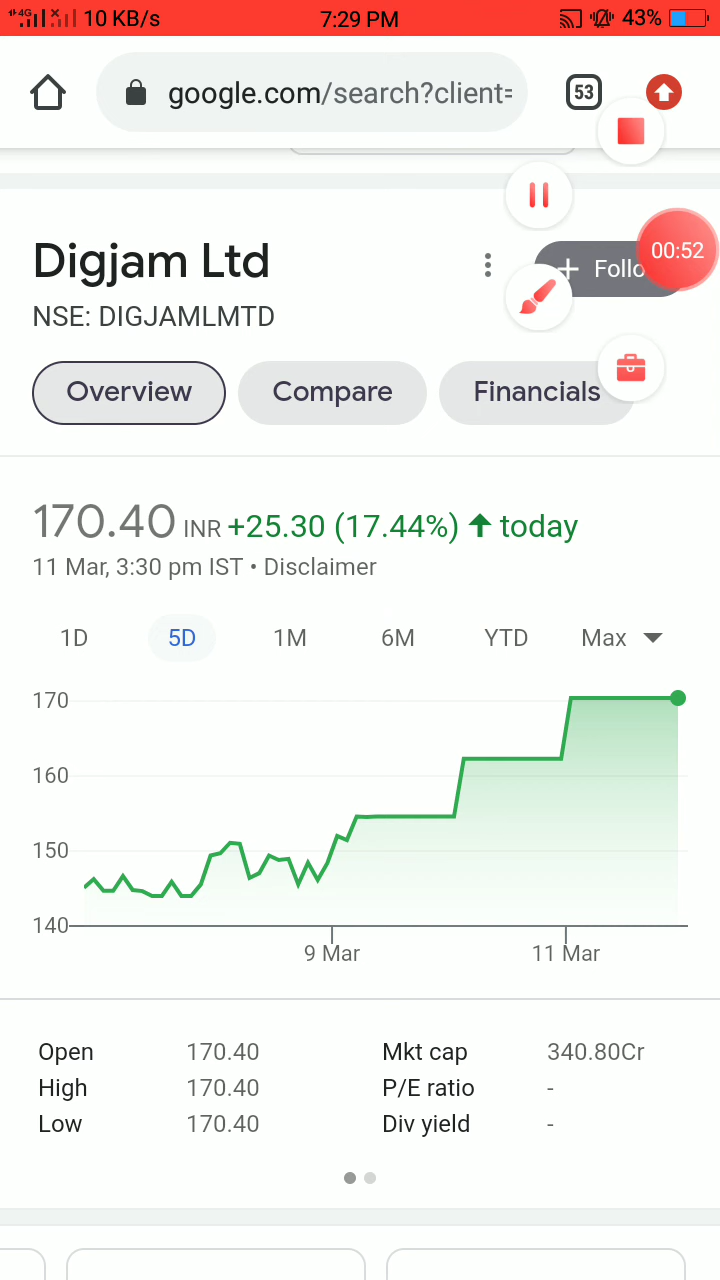 4G 10 KB/s 7:29 PM 43%
google.com/search?client=
53
00:52
Digjam Ltd
+ Follo
NSE: DIGJAMLMTD
Overview Compare Financials
170.40 INR +25.30 (17.44%) ↑ today
11 Mar, 3:30 pm IST • Disclaimer
1D 5D 1M 6M YTD Max
170
160
150
140
9 Mar 11 Mar
Open 170.40 Mkt cap 340.80Cr
High 170.40 P/E ratio -
Low 170.40 Div yield -